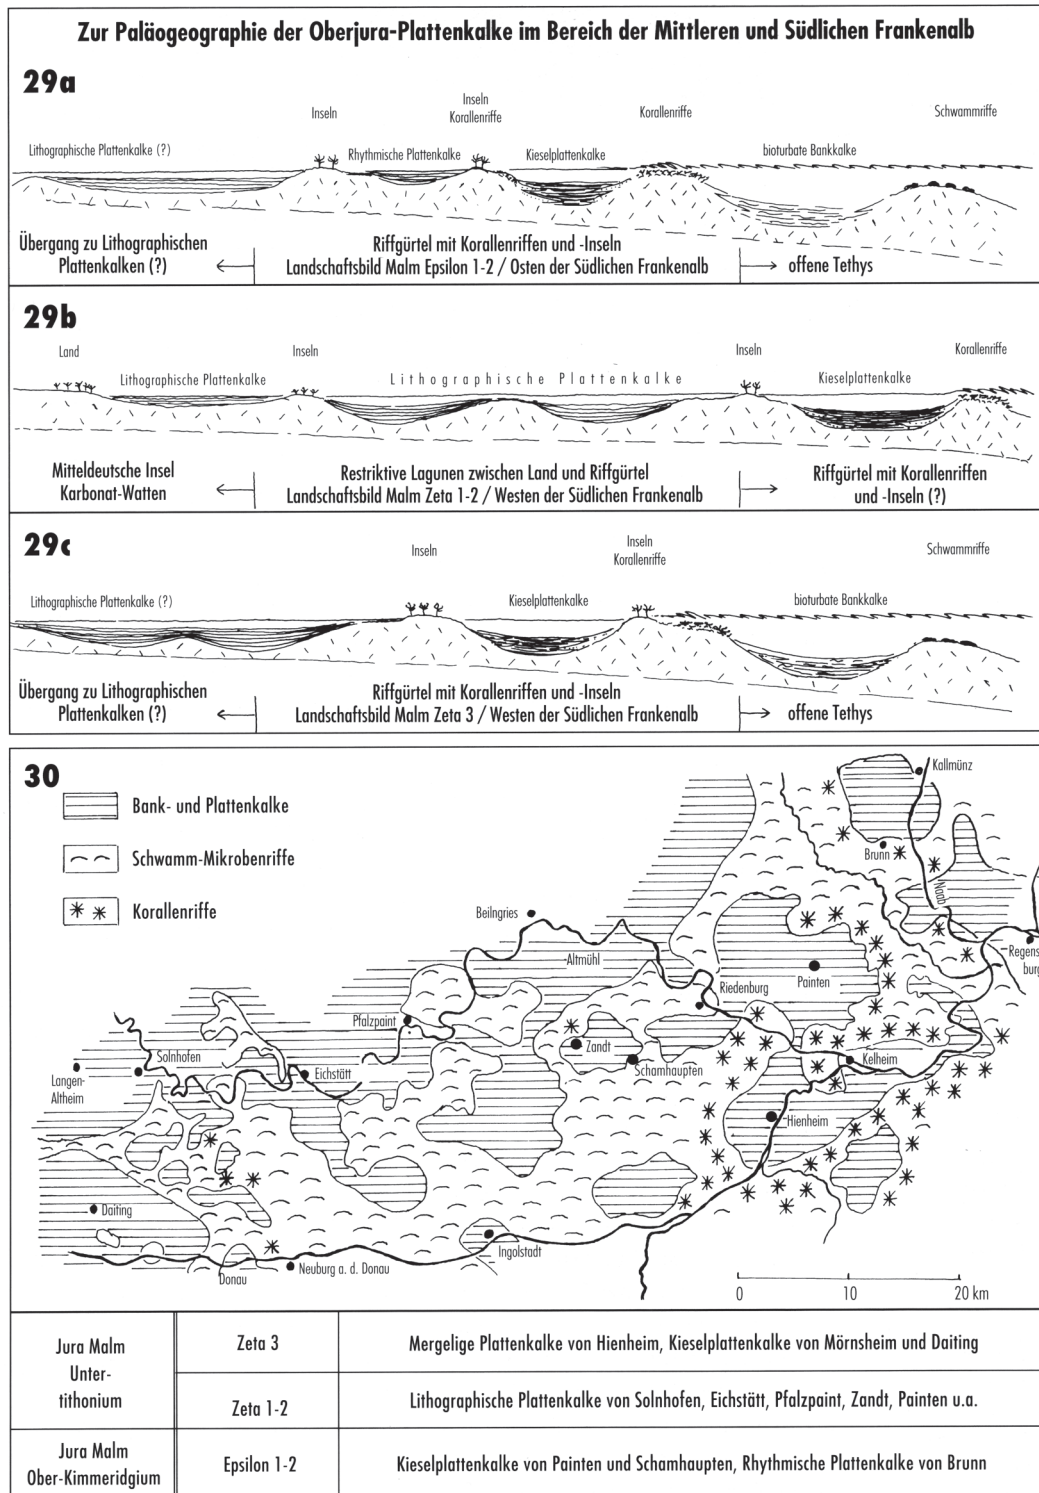 Zur Paläogeographie der Oberjura-Plattenkalke im Bereich der Mittleren und Südlichen Frankenalb
29a
Inseln
Inseln
Korallenriffe
Korallenriffe
Schwammriffe
Lithographische Plattenkalke (?)
Rhythmische Plattenkalke
Kieselplattenkalke
bioturbate Bankkalke
Übergang zu Lithographischen
Plattenkalken (?)
Riffgürtel mit Korallenriffen und -Inseln
Landschaftsbild Malm Epsilon 1-2 / Osten der Südlichen Frankenalb
offene Tethys
29b
Land
Inseln
Inseln
Korallenriffe
Lithographische Plattenkalke
Lithographische Plattenkalke
Kieselplattenkalke
Mitteldeutsche Insel
Karbonat-Watten
Restriktive Lagunen zwischen Land und Riffgürtel
Landschaftsbild Malm Zeta 1-2 / Westen der Südlichen Frankenalb
Riffgürtel mit Korallenriffen
und -Inseln (?)
29c
Inseln
Inseln
Korallenriffe
Schwammriffe
Lithographische Plattenkalke (?)
Kieselplattenkalke
bioturbate Bankkalke
Übergang zu Lithographischen
Plattenkalken (?)
Riffgürtel mit Korallenriffen und -Inseln
Landschaftsbild Malm Zeta 3 / Westen der Südlichen Frankenalb
offene Tethys
30
Bank- und Plattenkalke
Schwamm-Mikrobenriffe
Korallenriffe
Kallmünz
Brunn
Naab
Beilngries
Altmühl
Regens-
burg
Painten
Riedenburg
Pfalzpaint
Zandt
Solnhofen
Kelheim
Schamhaupten
Eichstätt
Langen-
Altheim
Hienheim
Daiting
Ingolstadt
Donau
Neuburg a. d. Donau
0 10 20 km
Jura Malm
Unter-
tithonium
Zeta 3
Mergelige Plattenkalke von Hienheim, Kieselplattenkalke von Mörnsheim und Daiting
Zeta 1-2
Lithographische Plattenkalke von Solnhofen, Eichstätt, Pfalzpaint, Zandt, Painten u.a.
Jura Malm
Ober-Kimmeridgium
Epsilon 1-2
Kieselplattenkalke von Painten und Schamhaupten, Rhythmische Plattenkalke von Brunn